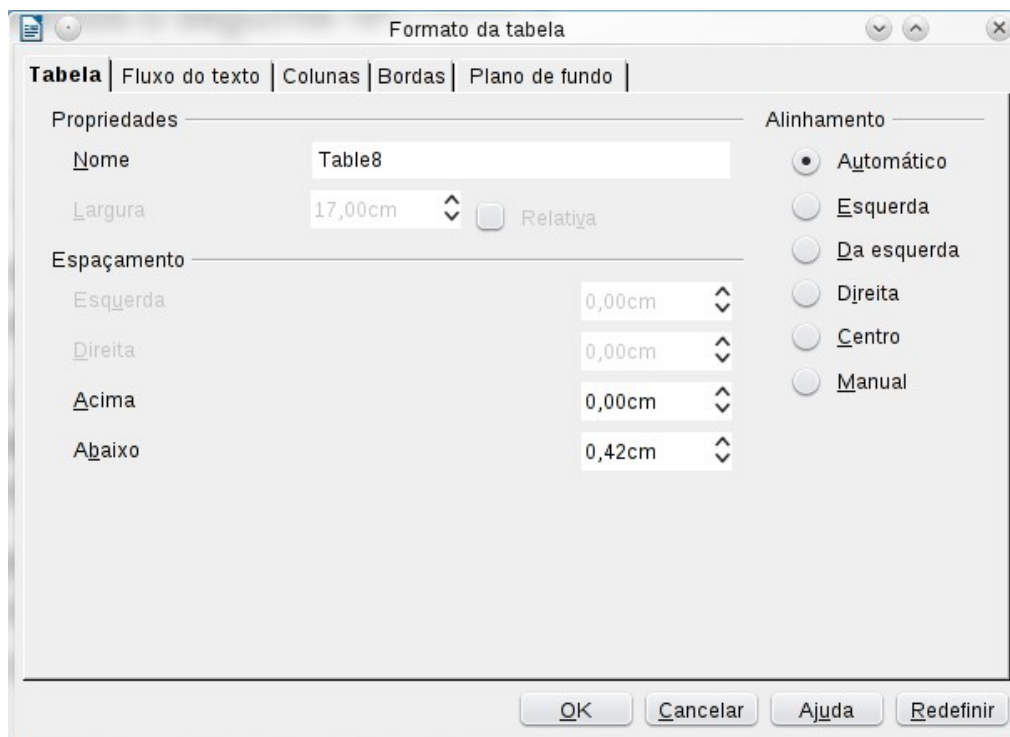 Formato da tabela
Tabela Fluxo do texto Colunas Bordas Plano de fundo
Propriedades
Nome Table8
Largura 17,00cm Relativa
Espaçamento
Esquerda 0,00cm
Direita 0,00cm
Acima 0,00cm
Abaixo 0,42cm
Alinhamento
Automático
Esquerda
Da esquerda
Direita
Centro
Manual
OK Cancelar Ajuda Redefinir